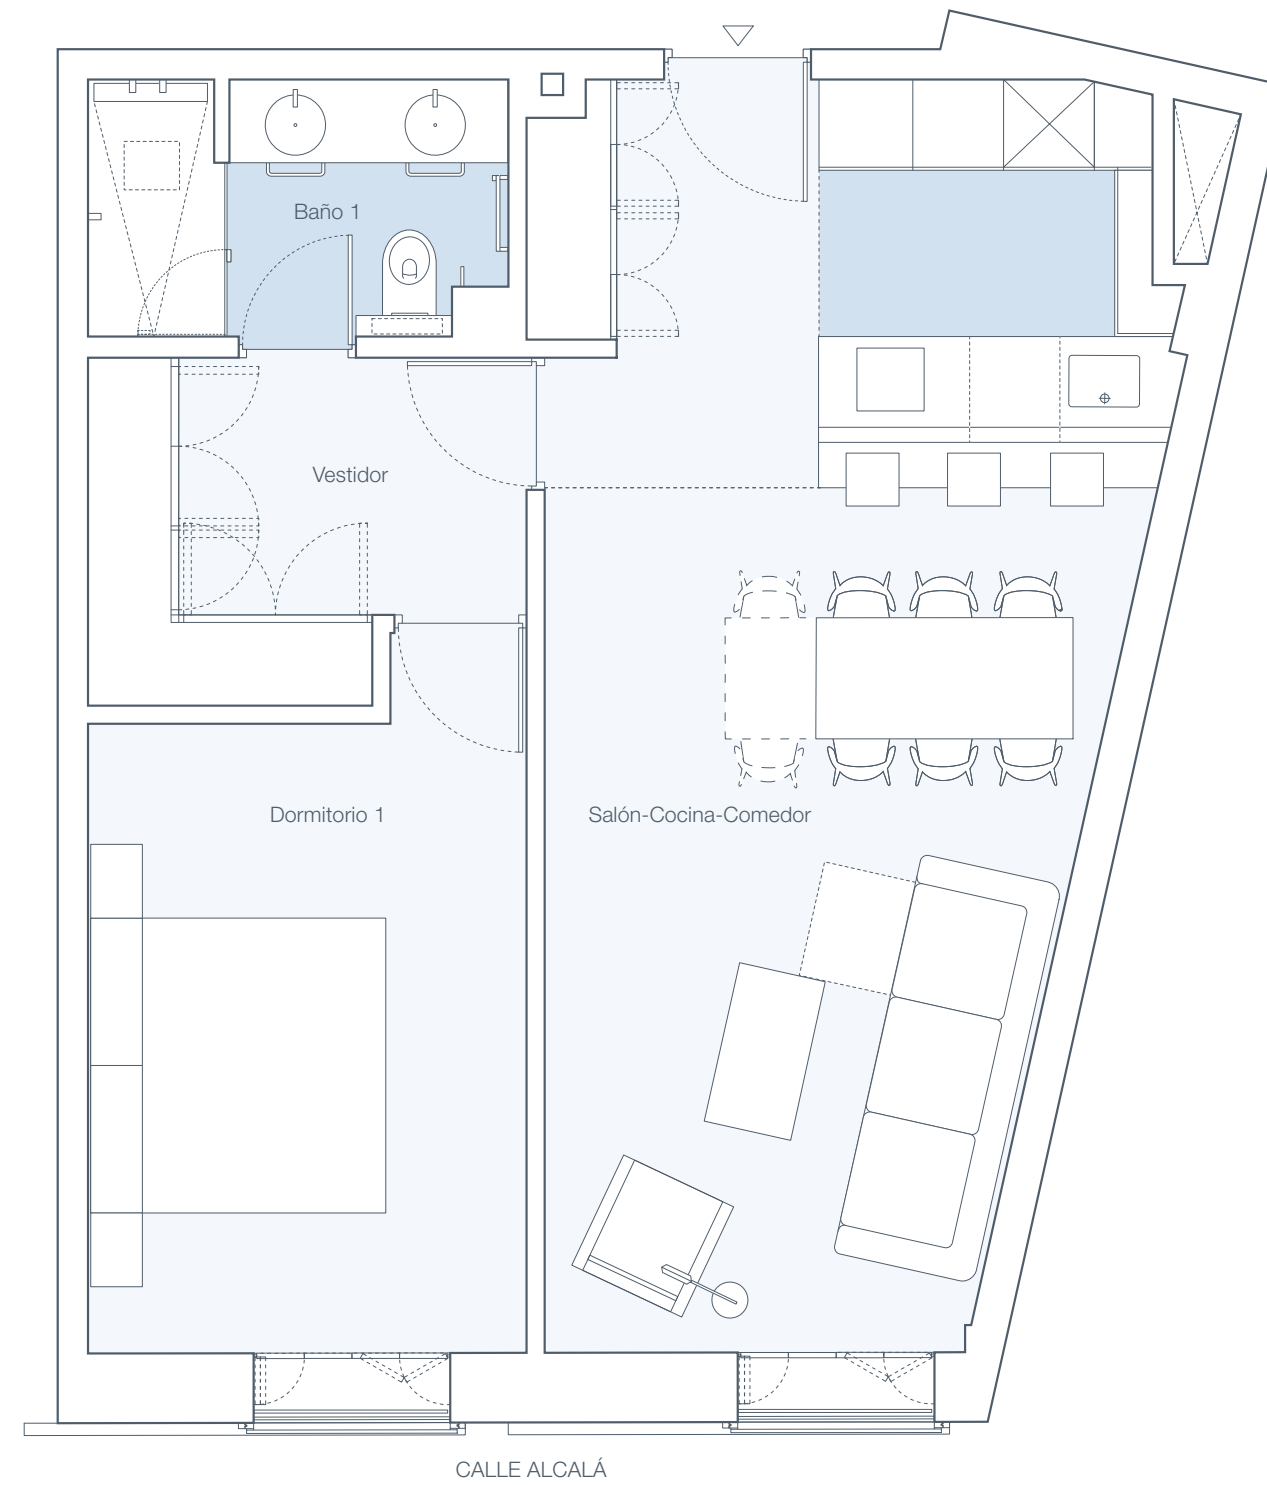 Baño 1
Vestidor
Dormitorio 1
Salón-Cocina-Comedor
CALLE ALCALÁ